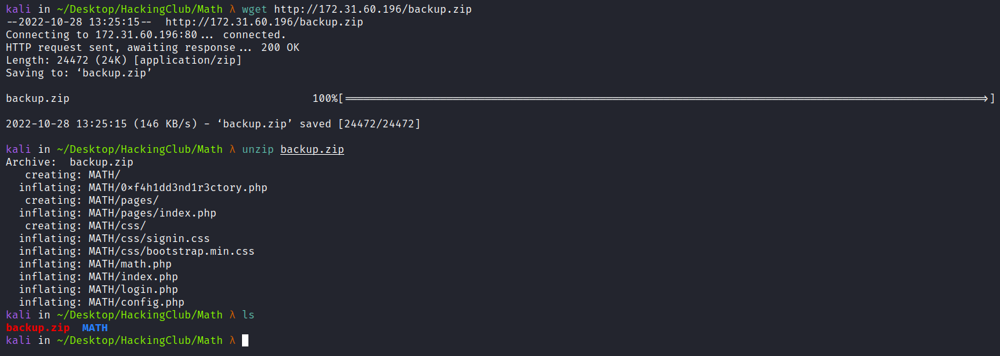 kali in ~/Desktop/HackingClub/Math λ wget http://172.31.60.196/backup.zip
--2022-10-28 13:25:15--  http://172.31.60.196/backup.zip
Connecting to 172.31.60.196:80... connected.
HTTP request sent, awaiting response... 200 OK
Length: 24472 (24K) [application/zip]
Saving to: ‘backup.zip’
backup.zip 100%[===================================================================================================>]
2022-10-28 13:25:15 (146 KB/s) - ‘backup.zip’ saved [24472/24472]
kali in ~/Desktop/HackingClub/Math λ unzip backup.zip
Archive:  backup.zip
   creating: MATH/
  inflating: MATH/0xf4h1dd3nd1r3ctory.php
   creating: MATH/pages/
  inflating: MATH/pages/index.php
   creating: MATH/css/
  inflating: MATH/css/signin.css
  inflating: MATH/css/bootstrap.min.css
  inflating: MATH/math.php
  inflating: MATH/index.php
  inflating: MATH/login.php
  inflating: MATH/config.php
kali in ~/Desktop/HackingClub/Math λ ls
backup.zip  MATH
kali in ~/Desktop/HackingClub/Math λ